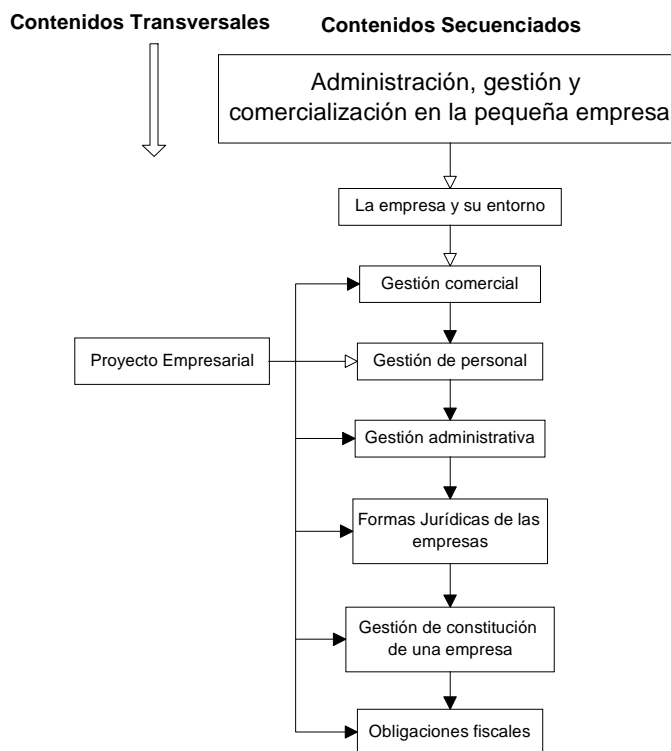 Contenidos Transversales
Contenidos Secuenciados
Administración, gestión y
comercialización en la pequeña empresa
La empresa y su entorno
Gestión comercial
Proyecto Empresarial
Gestión de personal
Gestión administrativa
Formas Jurídicas de las
empresas
Gestión de constitución
de una empresa
Obligaciones fiscales